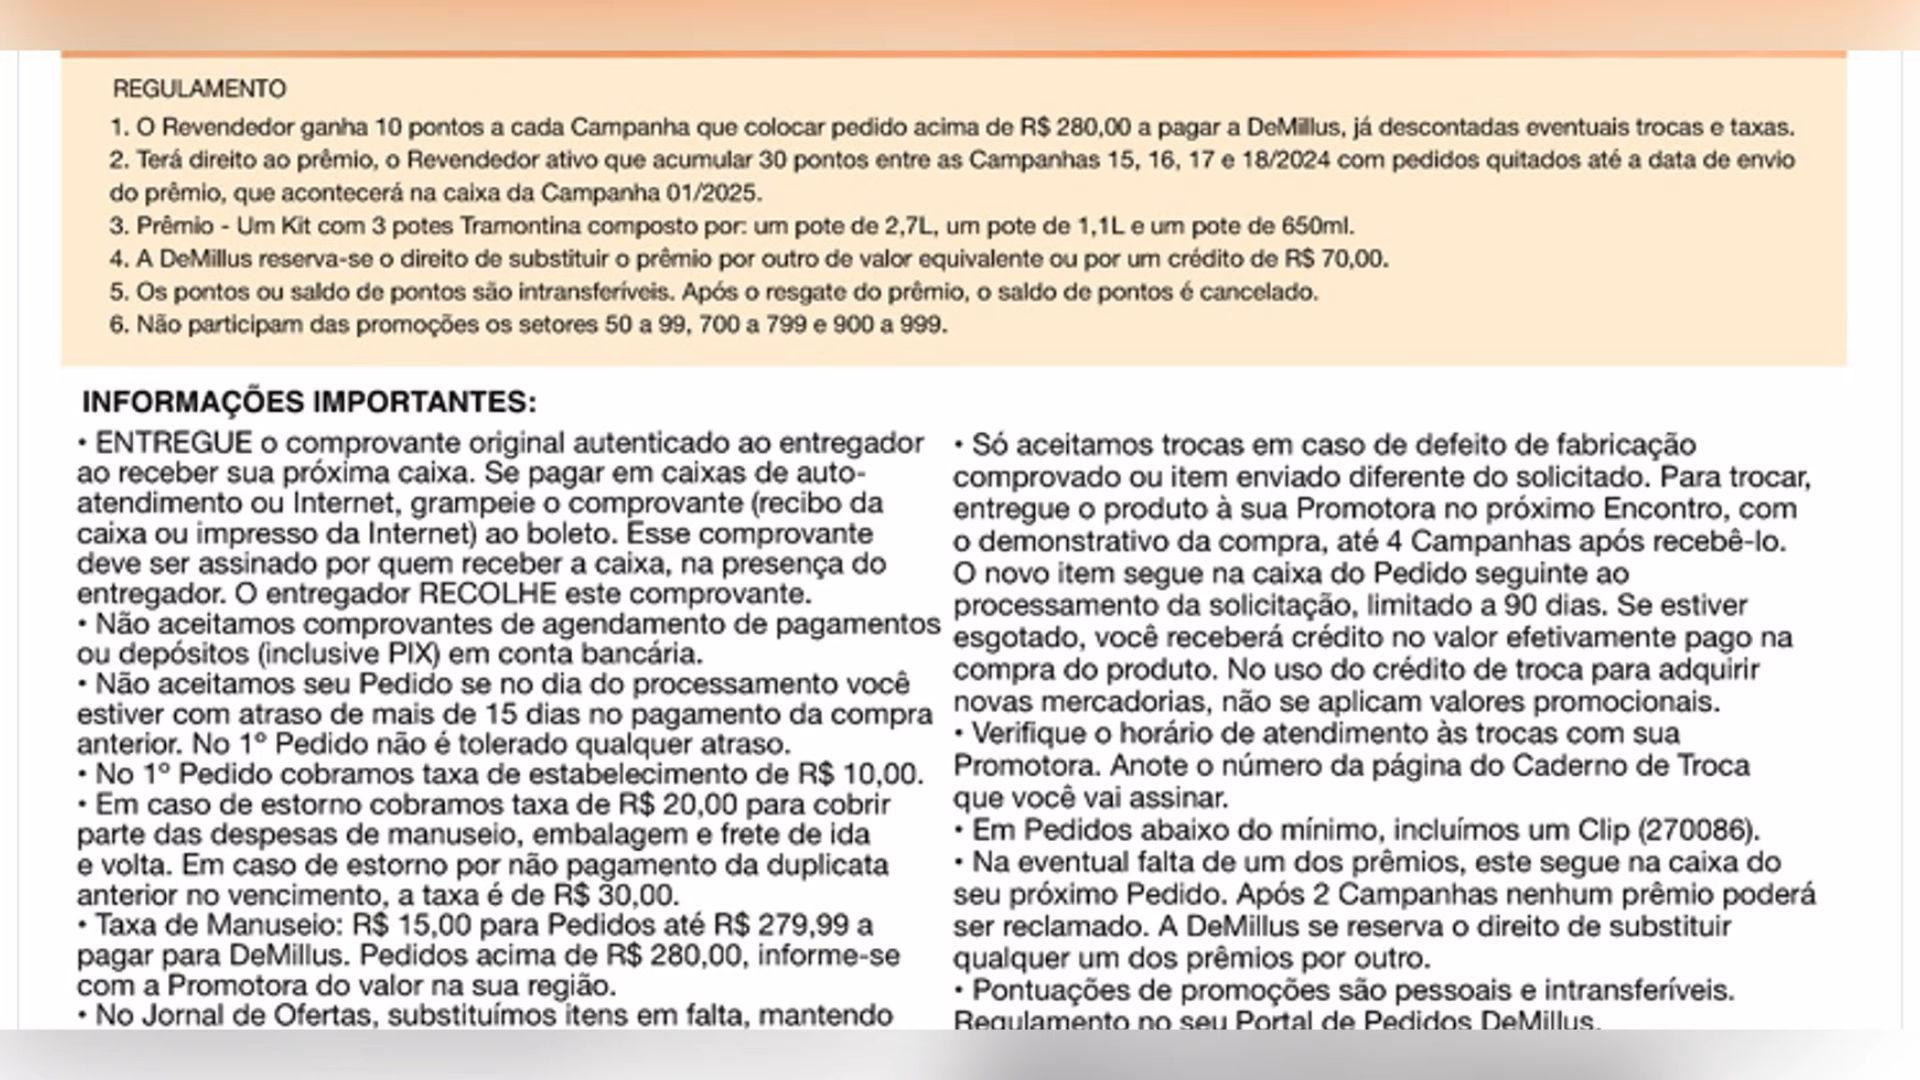 REGULAMENTO
1. O Revendedor ganha 10 pontos a cada Campanha que colocar pedido acima de R$ 280,00 a pagar a DeMillus, já descontadas eventuais trocas e taxas.
2. Terá direito ao prêmio, o Revendedor ativo que acumular 30 pontos entre as Campanhas 15, 16, 17 e 18/2024 com pedidos quitados até a data de envio
do prêmio, que acontecerá na caixa da Campanha 01/2025.
3. Prêmio - Um Kit com 3 potes Tramontina composto por: um pote de 2,7L, um pote de 1,1L e um pote de 650ml.
4. A DeMillus reserva-se o direito de substituir o prêmio por outro de valor equivalente ou por um crédito de R$ 70,00.
5. Os pontos ou saldo de pontos são intransferíveis. Após o resgate do prêmio, o saldo de pontos é cancelado.
6. Não participam das promoções os setores 50 a 99, 700 a 799 e 900 a 999.
INFORMAÇÕES IMPORTANTES:
• ENTREGUE o comprovante original autenticado ao entregador
ao receber sua próxima caixa. Se pagar em caixas de auto-
atendimento ou Internet, grampeie o comprovante (recibo da
caixa ou impresso da Internet) ao boleto. Esse comprovante
deve ser assinado por quem receber a caixa, na presença do
entregador. O entregador RECOLHE este comprovante.
• Não aceitamos comprovantes de agendamento de pagamentos
ou depósitos (inclusive PIX) em conta bancária.
• Não aceitamos seu Pedido se no dia do processamento você
estiver com atraso de mais de 15 dias no pagamento da compra
anterior. No 1º Pedido não é tolerado qualquer atraso.
• No 1º Pedido cobramos taxa de estabelecimento de R$ 10,00.
• Em caso de estorno cobramos taxa de R$ 20,00 para cobrir
parte das despesas de manuseio, embalagem e frete de ida
e volta. Em caso de estorno por não pagamento da duplicata
anterior no vencimento, a taxa é de R$ 30,00.
• Taxa de Manuseio: R$ 15,00 para Pedidos até R$ 279,99 a
pagar para DeMillus. Pedidos acima de R$ 280,00, informe-se
com a Promotora do valor na sua região.
• No Jornal de Ofertas, substituímos itens em falta, mantendo
• Só aceitamos trocas em caso de defeito de fabricação
comprovado ou item enviado diferente do solicitado. Para trocar,
entregue o produto à sua Promotora no próximo Encontro, com
o demonstrativo da compra, até 4 Campanhas após recebê-lo.
O novo item segue na caixa do Pedido seguinte ao
processamento da solicitação, limitado a 90 dias. Se estiver
esgotado, você receberá crédito no valor efetivamente pago na
compra do produto. No uso do crédito de troca para adquirir
novas mercadorias, não se aplicam valores promocionais.
• Verifique o horário de atendimento às trocas com sua
Promotora. Anote o número da página do Caderno de Troca
que você vai assinar.
• Em Pedidos abaixo do mínimo, incluímos um Clip (270086).
• Na eventual falta de um dos prêmios, este segue na caixa do
seu próximo Pedido. Após 2 Campanhas nenhum prêmio poderá
ser reclamado. A DeMillus se reserva o direito de substituir
qualquer um dos prêmios por outro.
• Pontuações de promoções são pessoais e intransferíveis.
Regulamento no seu Portal de Pedidos DeMillus.